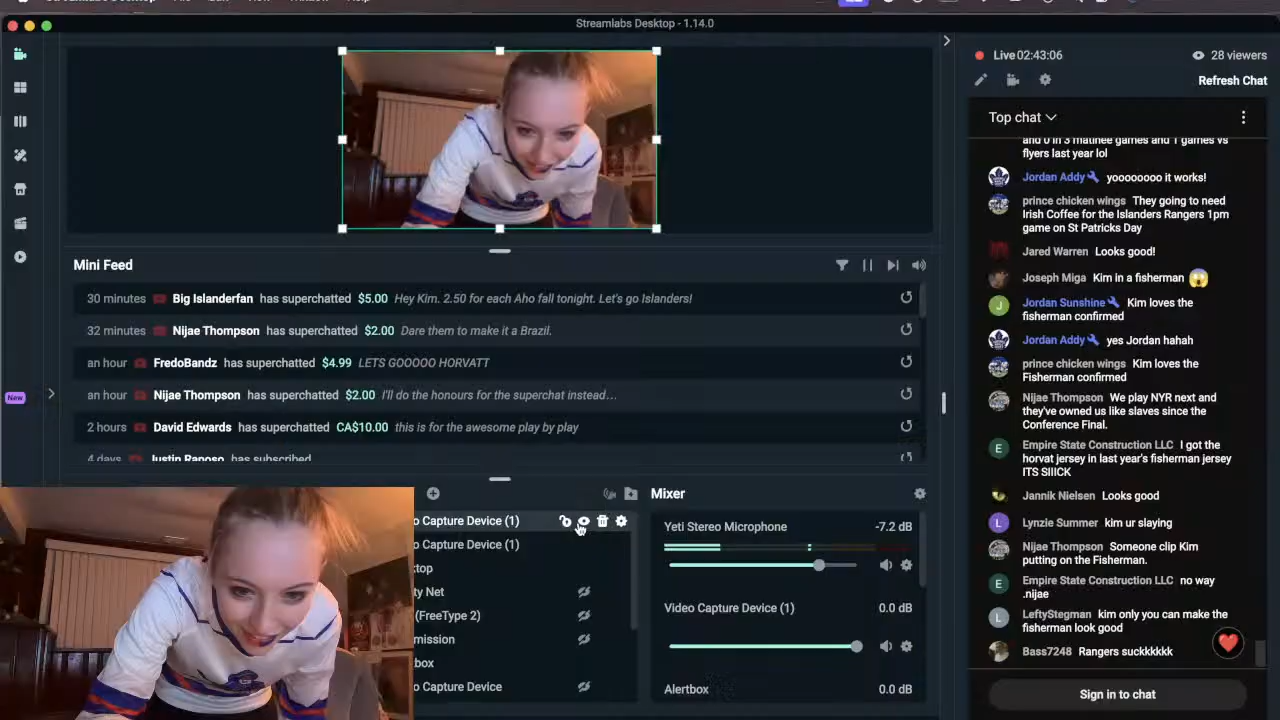 Streamlabs Desktop - 1.14.0
Live 02:43:06
28 viewers
Refresh Chat
Top chat
and 0 in 3 matinee games and 1 games vs
flyers last year lol
Jordan Addy yoooooooo it works!
prince chicken wings They going to need
Irish Coffee for the Islanders Rangers 1pm
game on St Patricks Day
Jared Warren Looks good!
Joseph Miga Kim in a fisherman 😱
Jordan Sunshine Kim loves the
fisherman confirmed
Jordan Addy yes Jordan hahah
prince chicken wings Kim loves the
Fisherman confirmed
Nijae Thompson We play NYR next and
they've owned us like slaves since the
Conference Final.
Empire State Construction LLC I got the
horvat jersey in last year's fisherman jersey
ITS SIIICK
Jannik Nielsen Looks good
Lynzie Summer kim ur slaying
Nijae Thompson Someone clip Kim
putting on the Fisherman.
Empire State Construction LLC no way
.nijae
LeftyStegman kim only you can make the
fisherman look good
Bass7248 Rangers suckkkkkk
Sign in to chat
Mini Feed
30 minutes Big Islanderfan has superchatted $5.00 Hey Kim. 2.50 for each Aho fall tonight. Let's go Islanders!
32 minutes Nijae Thompson has superchatted $2.00 Dare them to make it a Brazil.
an hour FredoBandz has superchatted $4.99 LETS GOOOOO HORVATT
an hour Nijae Thompson has superchatted $2.00 I'll do the honours for the superchat instead...
2 hours David Edwards has superchatted CA$10.00 this is for the awesome play by play
4 days Justin Raposo has subscribed
New
o Capture Device (1)
o Capture Device (1)
ktop
ty Net
(FreeType 2)
mission
box
o Capture Device
Mixer
Yeti Stereo Microphone -7.2 dB
Video Capture Device (1) 0.0 dB
Alertbox 0.0 dB